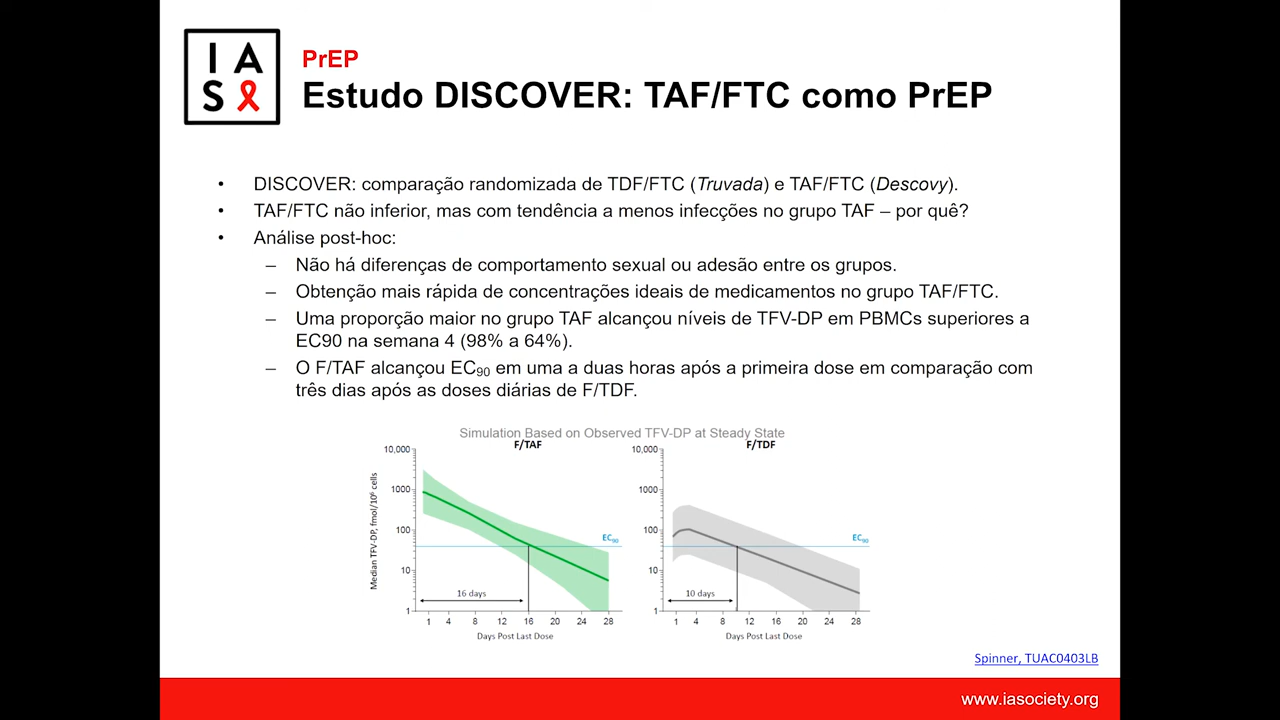 IAS
PrEP
Estudo DISCOVER: TAF/FTC como PrEP
• DISCOVER: comparação randomizada de TDF/FTC (Truvada) e TAF/FTC (Descovy).
• TAF/FTC não inferior, mas com tendência a menos infecções no grupo TAF – por quê?
• Análise post-hoc:
– Não há diferenças de comportamento sexual ou adesão entre os grupos.
– Obtenção mais rápida de concentrações ideais de medicamentos no grupo TAF/FTC.
– Uma proporção maior no grupo TAF alcançou níveis de TFV-DP em PBMCs superiores a
EC90 na semana 4 (98% a 64%).
– O F/TAF alcançou EC₉₀ em uma a duas horas após a primeira dose em comparação com
três dias após as doses diárias de F/TDF.
Simulation Based on Observed TFV-DP at Steady State
F/TAF
Median TFV-DP, fmol/10⁶ cells
10,000
1000
100
10
1
EC₉₀
16 days
1 4 8 12 16 20 24 28
Days Post Last Dose
F/TDF
10,000
1000
100
10
1
EC₉₀
10 days
1 4 8 12 16 20 24 28
Days Post Last Dose
Spinner, TUAC0403LB
www.iasociety.org